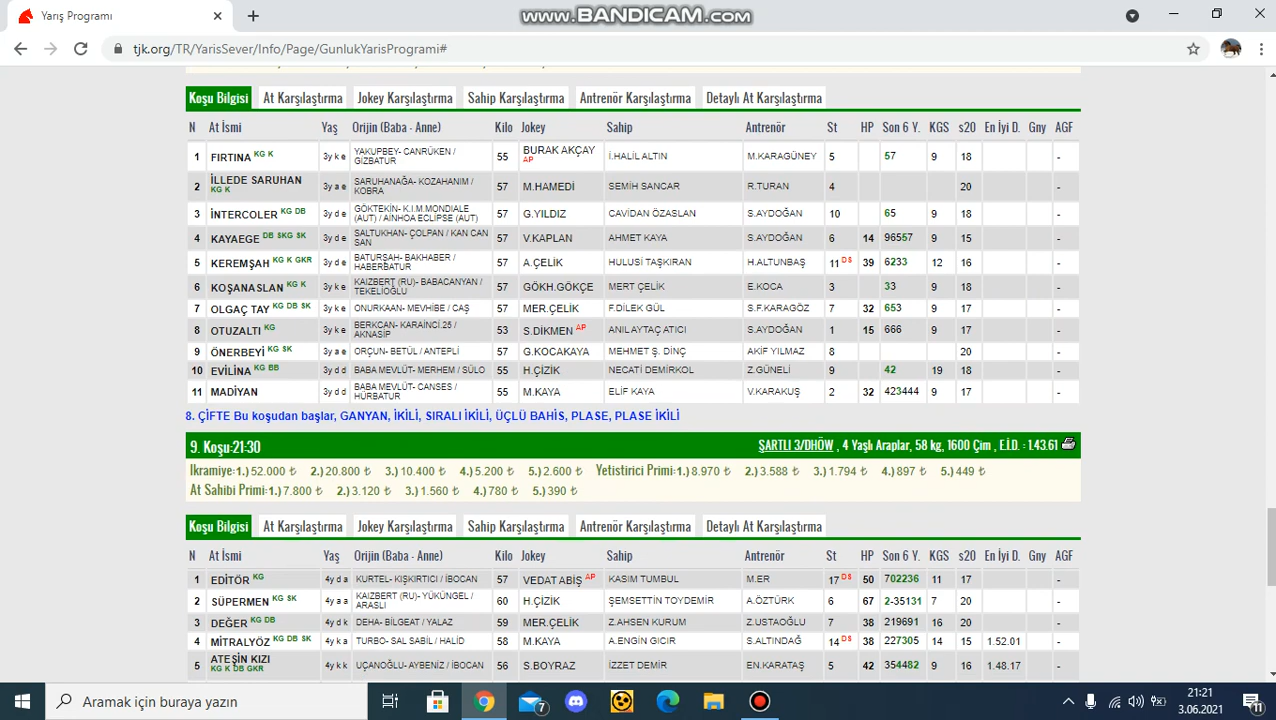 www.BANDICAM.com
Yarış Programı
tjk.org/TR/YarisSever/Info/Page/GunlukYarisProgrami#
Koşu Bilgisi At Karşılaştırma Jokey Karşılaştırma Sahip Karşılaştırma Antrenör Karşılaştırma Detaylı At Karşılaştırma
N At İsmi Yaş Orijin (Baba - Anne) Kilo Jokey Sahip Antrenör St HP Son 6 Y. KGS s20 En İyi D. Gny AGF
1 FIRTINA KG K 3y k e YAKUPBEY- CANRÜKEN / GİZBATUR 55 BURAK AKÇAY AP İ.HALİL ALTIN M.KARAGÜNEY 5 57 9 18 -
2 İLLEDE SARUHAN KG K 3y a e SARUHANAĞA- KOZAHANIM / KOBRA 57 M.HAMEDİ SEMİH SANCAR R.TURAN 4 20 -
3 İNTERCOLER KG DB 3y d e GÖKTEKİN- K.I.M.MONDIALE (AUT) / AINHOA ECLIPSE (AUT) 57 G.YILDIZ CAVİDAN ÖZASLAN S.AYDOĞAN 10 65 9 18 -
4 KAYAEGE DB SKG SK 3y d e SALTUKHAN- ÇOLPAN / KAN CAN SAN 57 V.KAPLAN AHMET KAYA S.AYDOĞAN 6 14 96557 9 15 -
5 KEREMŞAH KG K GKR 3y d e BATURŞAH- BAKHABER / HABERBATUR 57 A.ÇELİK HULUSİ TAŞKIRAN H.ALTUNBAŞ 11 DS 39 6233 12 16 -
6 KOŞANASLAN KG K 3y k e KAIZBERT (RU)- BABACANYAN / TEKELİOĞLU 57 GÖKH.GÖKÇE MERT ÇELİK E.KOCA 3 33 9 18 -
7 OLGAÇ TAY KG DB SK 3y k e ONURKAAN- MEVHİBE / CAŞ 57 MER.ÇELİK F.DİLEK GÜL S.F.KARAGÖZ 7 32 653 9 17 -
8 OTUZALTI KG 3y k e BERKCAN- KARAİNCİ.25 / AKNASİP 53 S.DİKMEN AP ANIL AYTAÇ ATICI S.AYDOĞAN 1 15 666 9 17 -
9 ÖNERBEYİ KG SK 3y a e ORÇUN- BETÜL / ANTEPLİ 57 G.KOCAKAYA MEHMET Ş. DİNÇ AKİF YILMAZ 8 20 -
10 EVİLİNA KG BB 3y d d BABA MEVLÜT- MERHEM / SÜLO 55 H.ÇİZİK NECATİ DEMİRKOL Z.GÜNELİ 9 42 19 18 -
11 MADİYAN 3y d d BABA MEVLÜT- CANSES / HÜRBATUR 55 M.KAYA ELİF KAYA V.KARAKUŞ 2 32 423444 9 17 -
8. ÇİFTE Bu koşudan başlar, GANYAN, İKİLİ, SIRALI İKİLİ, ÜÇLÜ BAHİS, PLASE, PLASE İKİLİ
9. Koşu:21:30 ŞARTLI 3/DHÖW , 4 Yaşlı Araplar, 58 kg, 1600 Çim , E.İ.D. : 1.43.61
Ikramiye:1.) 52.000 ₺ 2.) 20.800 ₺ 3.) 10.400 ₺ 4.) 5.200 ₺ 5.) 2.600 ₺ Yetistirici Primi:1.) 8.970 ₺ 2.) 3.588 ₺ 3.) 1.794 ₺ 4.) 897 ₺ 5.) 449 ₺
At Sahibi Primi:1.) 7.800 ₺ 2.) 3.120 ₺ 3.) 1.560 ₺ 4.) 780 ₺ 5.) 390 ₺
Koşu Bilgisi At Karşılaştırma Jokey Karşılaştırma Sahip Karşılaştırma Antrenör Karşılaştırma Detaylı At Karşılaştırma
N At İsmi Yaş Orijin (Baba - Anne) Kilo Jokey Sahip Antrenör St HP Son 6 Y. KGS s20 En İyi D. Gny AGF
1 EDİTÖR KG 4y d a KURTEL- KIŞKIRTICI / İBOCAN 57 VEDAT ABİŞ AP KASIM TUMBUL M.ER 17 DS 50 702236 11 17 -
2 SÜPERMEN KG SK 4y a a KAIZBERT (RU)- YÜKÜNGEL / ARASLI 60 H.ÇİZİK ŞEMSETTİN TOYDEMİR A.ÖZTÜRK 6 67 2-35131 7 20 -
3 DEĞER KG DB 4y d k DEHA- BİLGEAT / YALAZ 59 MER.ÇELİK Z.AHSEN KURUM Z.USTAOĞLU 7 38 219691 16 20 -
4 MİTRALYÖZ KG DB SK 4y k a TURBO- SAL SABİL / HALİD 58 M.KAYA A.ENGİN GICIR S.ALTINDAĞ 14 DS 38 227305 14 15 1.52.01 -
5 ATEŞİN KIZI KG K DB GKR 4y k k UÇANOĞLU- AYBENİZ / İBOCAN 56 S.BOYRAZ İZZET DEMİR EN.KARATAŞ 5 42 354482 9 16 1.48.17 -
Aramak için buraya yazın
7
21:21
3.06.2021
11